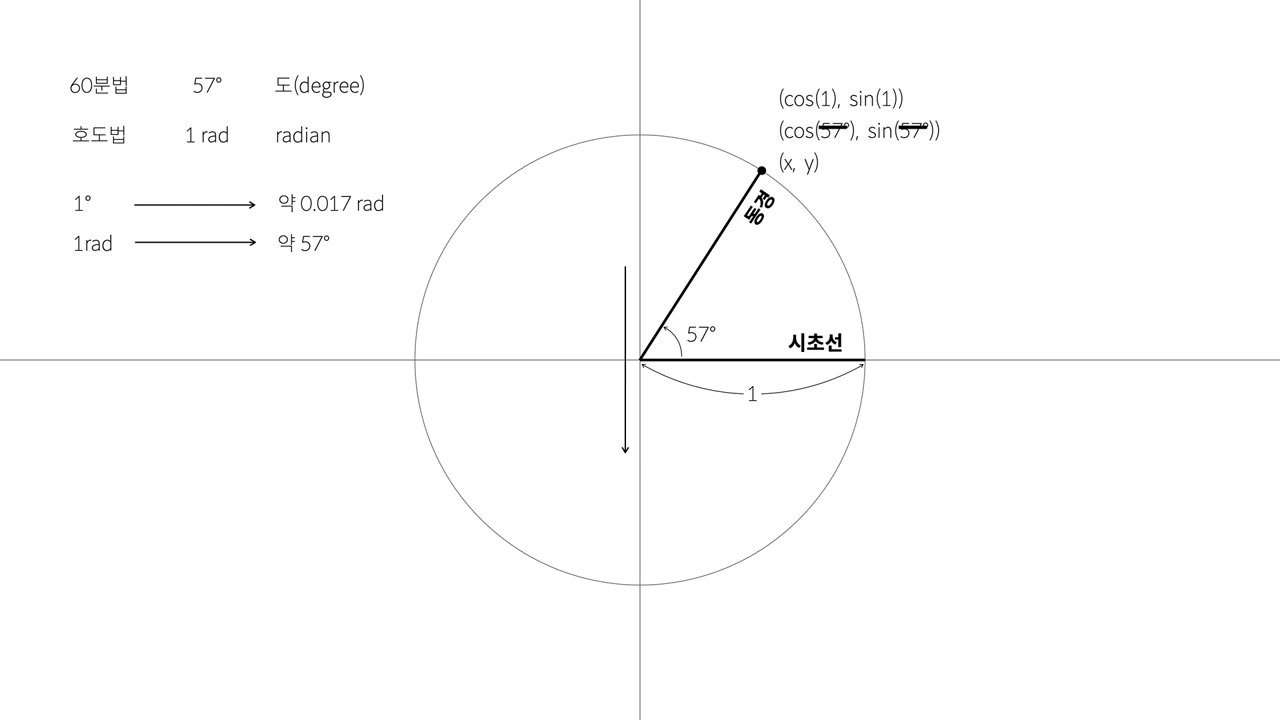 60분법 57° 도(degree)
호도법 1 rad radian
1° 약 0.017 rad
1rad 약 57°
(cos(1), sin(1))
(cos(57°), sin(57°))
(x, y)
동경
57°
시초선
1